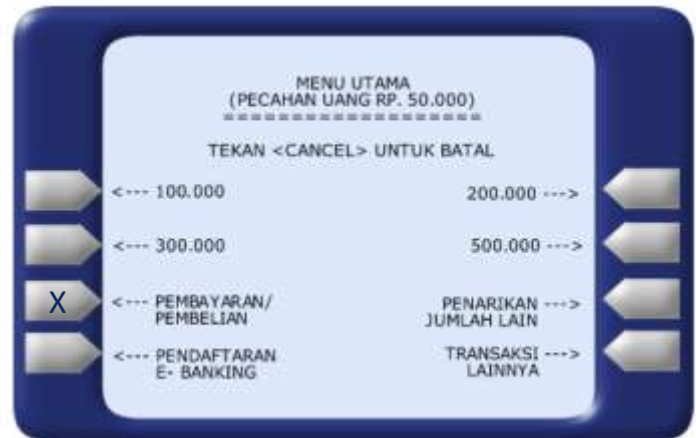 MENU UTAMA
(PECAHAN UANG RP. 50.000)
==================
TEKAN <CANCEL> UNTUK BATAL
<--- 100.000
200.000 --->
<--- 300.000
500.000 --->
X
<--- PEMBAYARAN/
PEMBELIAN
PENARIKAN --->
JUMLAH LAIN
<--- PENDAFTARAN
E- BANKING
TRANSAKSI --->
LAINNYA